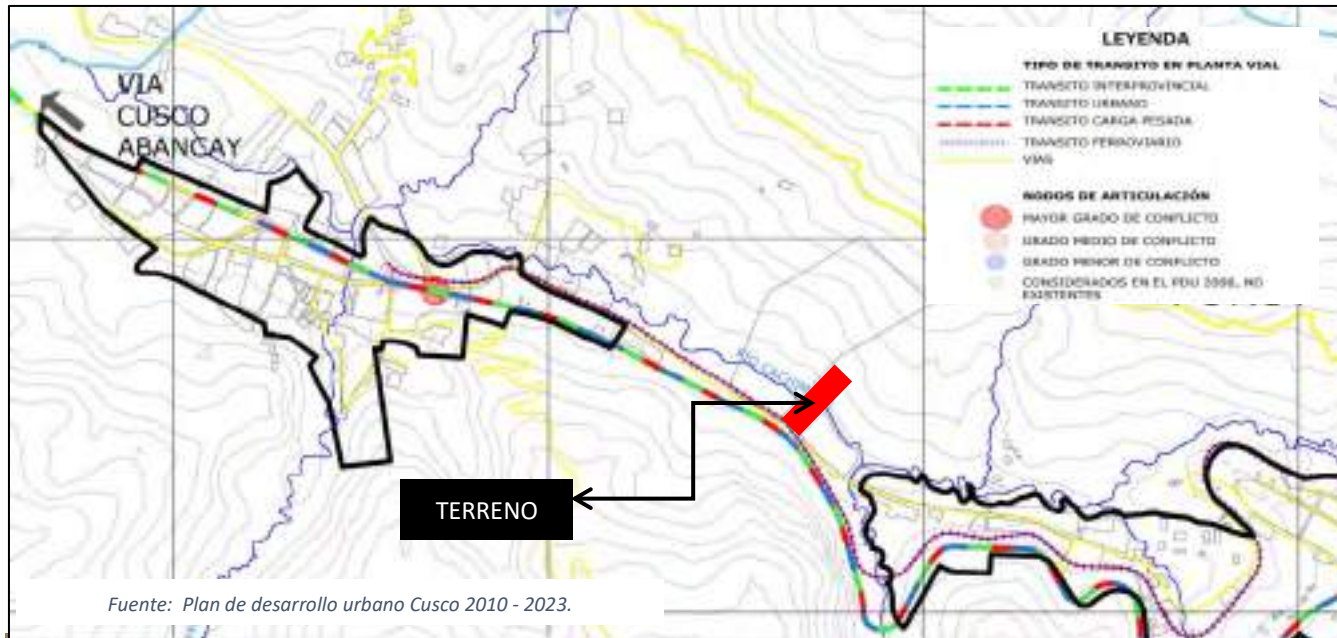 VIA
CUSCO
ABANCAY
LEYENDA
TIPO DE TRANSITO EN PLANTA VIAL
TRANSITO INTERPROVINCIAL
TRANSITO URBANO
TRANSITO CARGA PESADA
TRANSITO FERROVIARIO
VIAS
NODOS DE ARTICULACIÓN
MAYOR GRADO DE CONFLICTO
GRADO MEDIO DE CONFLICTO
GRADO MENOR DE CONFLICTO
CONSIDERADOS EN EL PDU 2000, NO
EXISTENTES
TERRENO
Fuente: Plan de desarrollo urbano Cusco 2010 - 2023.